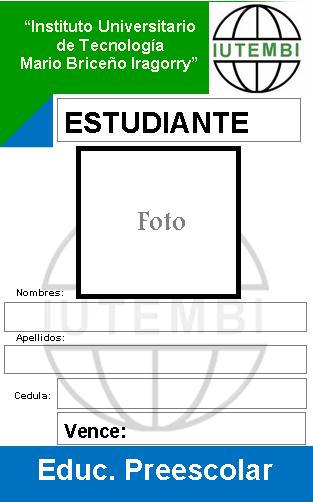 “Instituto Universitario
de Tecnología
Mario Briceño Iragorry”
IUTEMBI
ESTUDIANTE
Foto
Nombres:
IUTEMBI
Apellidos:
Cedula:
Vence:
Educ. Preescolar